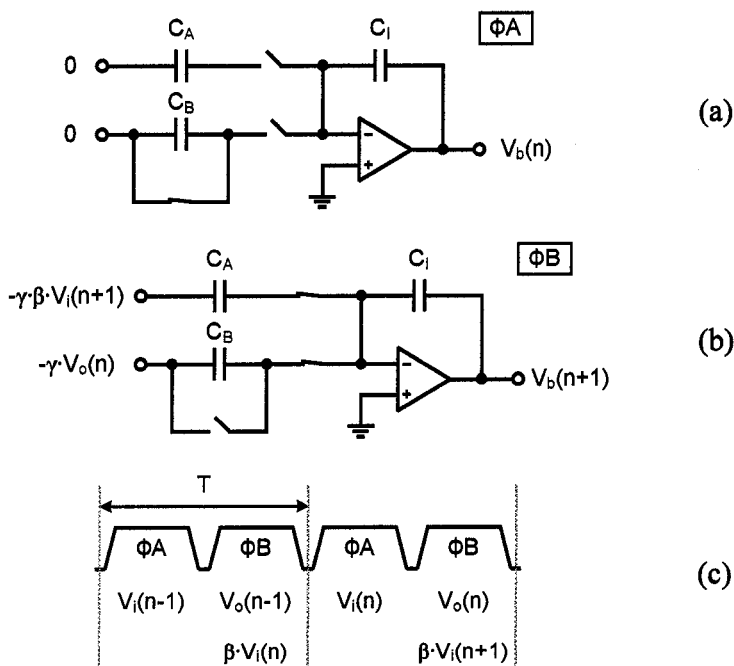 C_A
C_I
ΦA
0
C_B
(a)
0
−
+
V_b(n)
C_A
C_I
ΦB
-γ·β·V_i(n+1)
C_B
(b)
-γ·V_o(n)
−
+
V_b(n+1)
T
ΦA ΦB ΦA ΦB
(c)
V_i(n-1) V_o(n-1) V_i(n) V_o(n)
β·V_i(n) β·V_i(n+1)